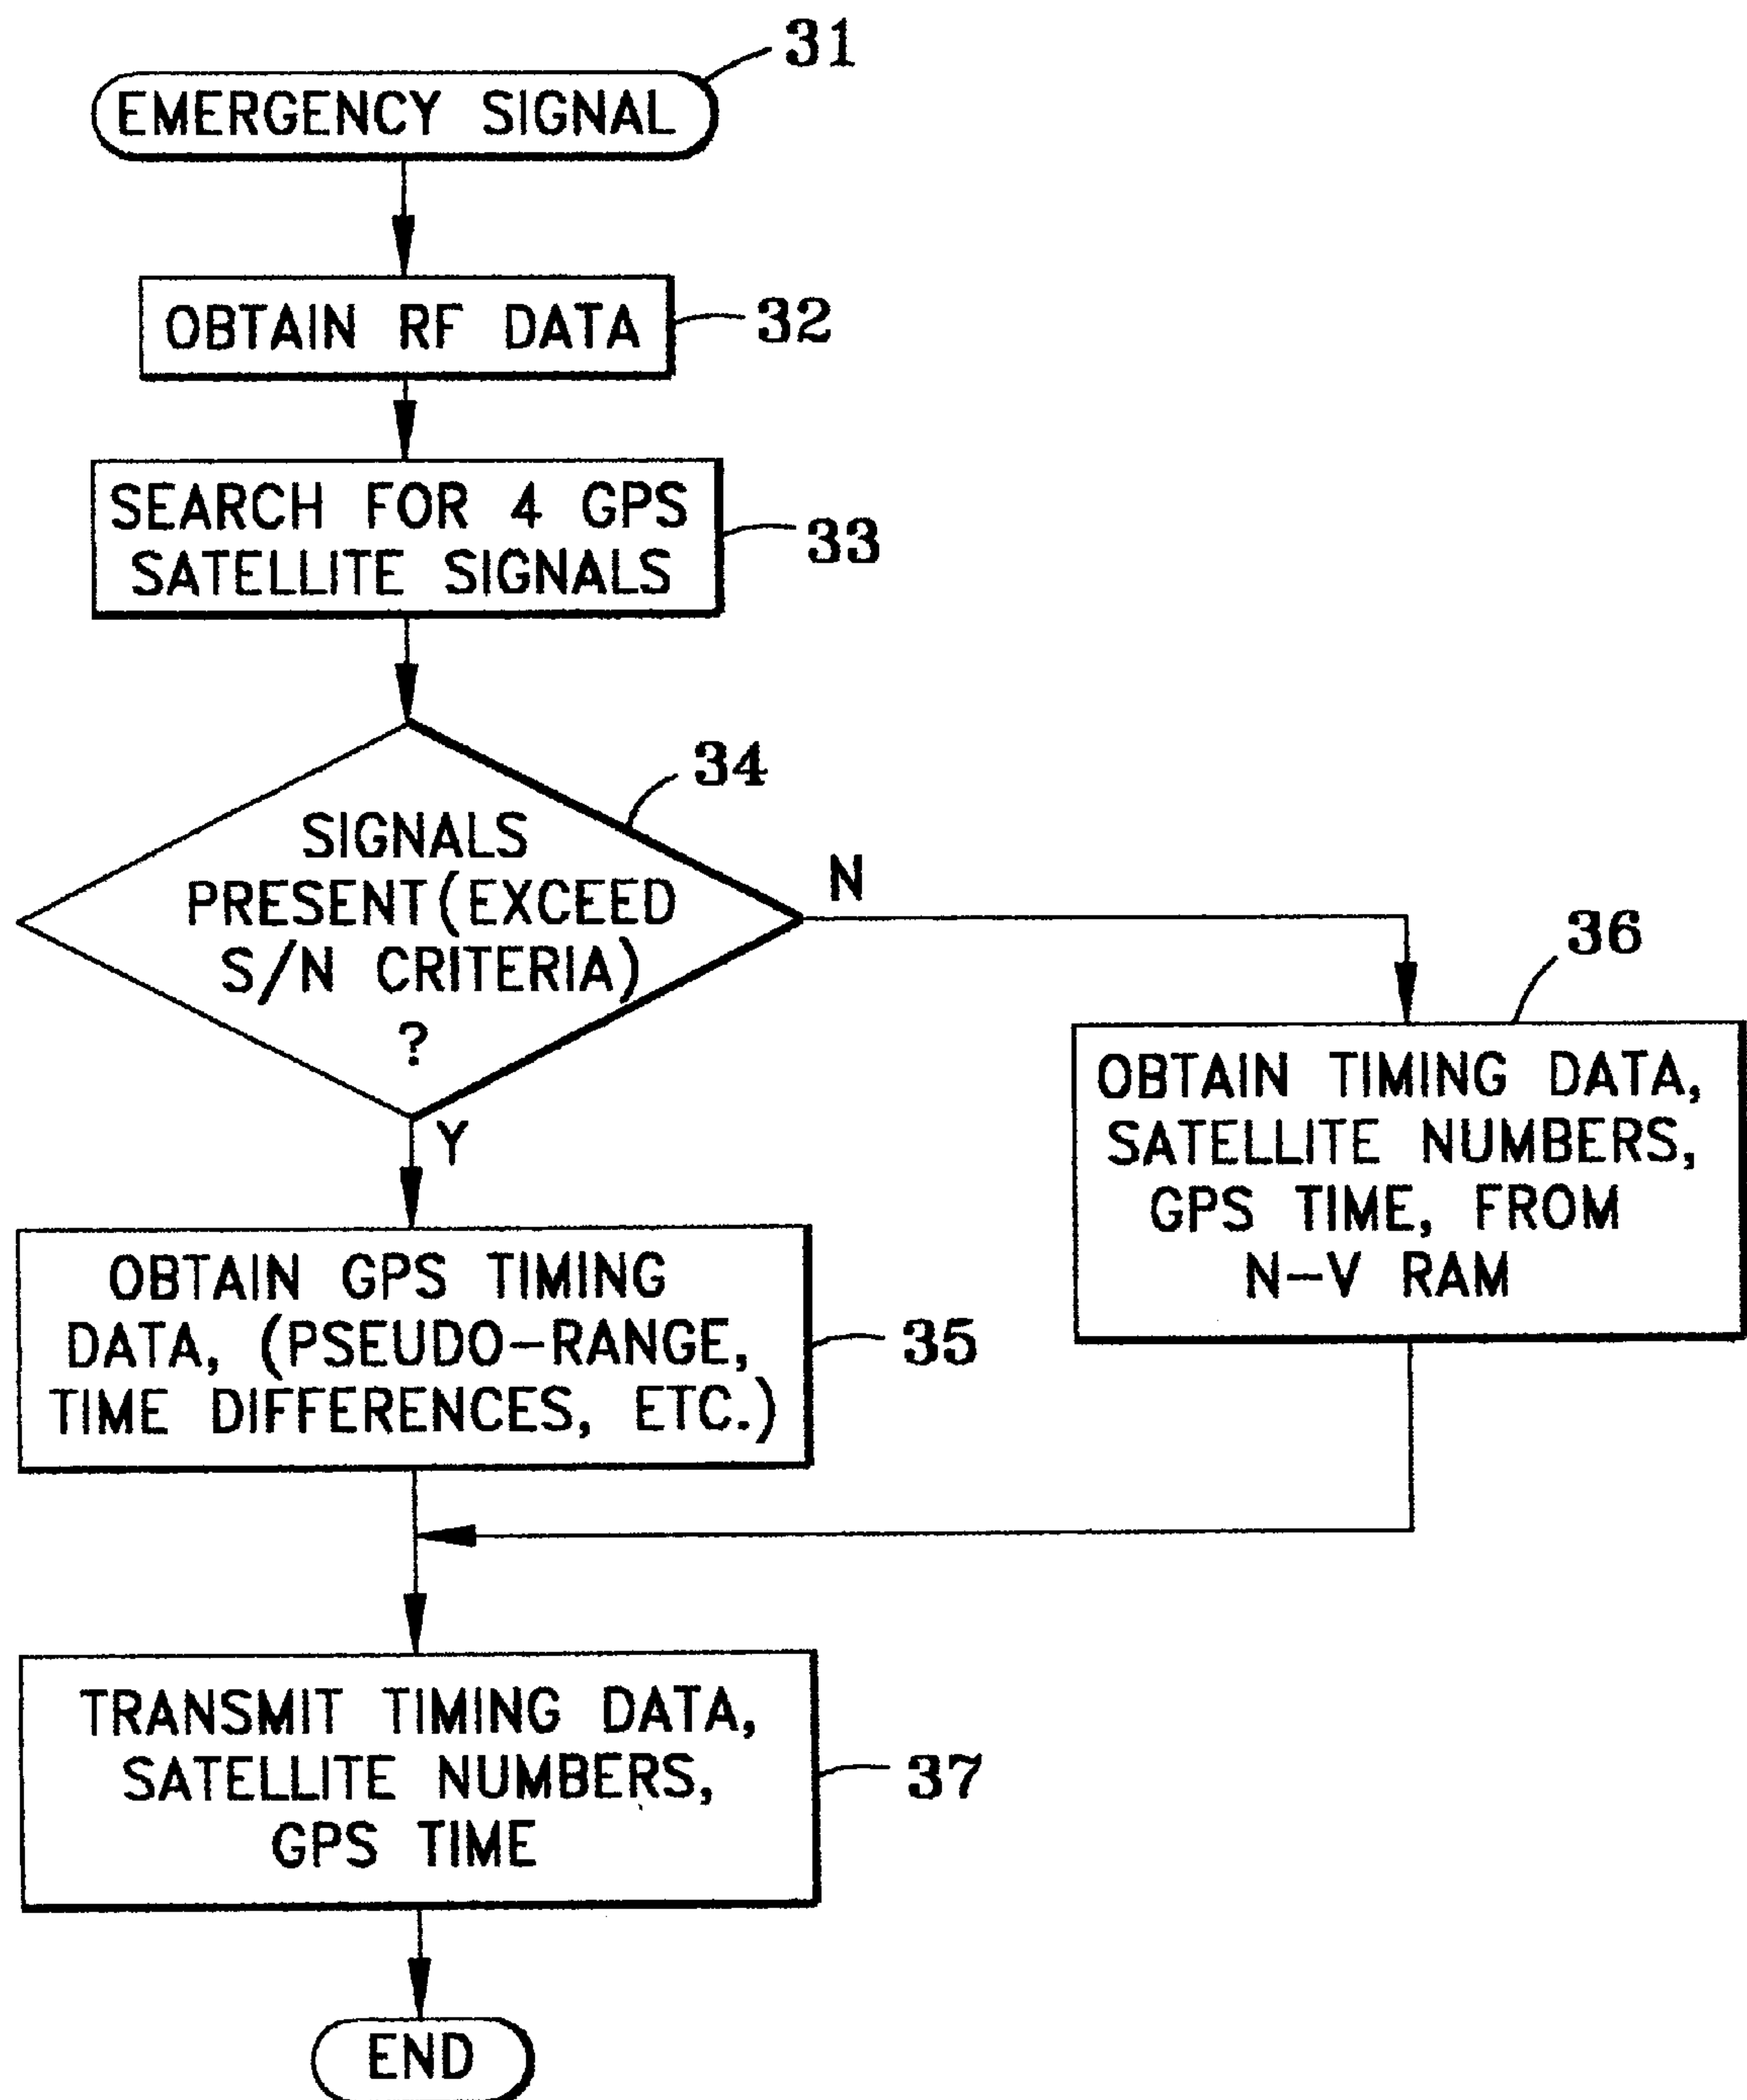 31
EMERGENCY SIGNAL
OBTAIN RF DATA
32
SEARCH FOR 4 GPS
SATELLITE SIGNALS
33
34
SIGNALS
PRESENT(EXCEED
S/N CRITERIA)
?
N
Y
36
OBTAIN TIMING DATA,
SATELLITE NUMBERS,
GPS TIME, FROM
N-V RAM
OBTAIN GPS TIMING
DATA, (PSEUDO-RANGE,
TIME DIFFERENCES, ETC.)
35
TRANSMIT TIMING DATA,
SATELLITE NUMBERS,
GPS TIME
37
END